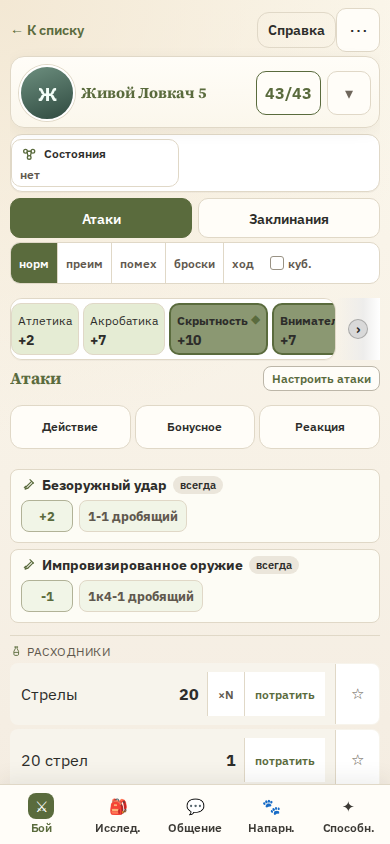 ← К списку
Справка
...
Ж
Живой Ловкач 5
43/43
▼
Состояния
нет
Атаки
Заклинания
норм
преим
помех
броски
ход
куб.
Атлетика
+2
Акробатика
+7
Скрытность
+10
Внимател
+7
Атаки
Настроить атаки
Действие
Бонусное
Реакция
Безоружный удар
всегда
+2
1-1 дробящий
Импровизированное оружие
всегда
-1
1к4-1 дробящий
РАСХОДНИКИ
Стрелы
20
×N
потратить
20 стрел
1
потратить
Бой
Исслед.
Общение
Напарн.
Способн.